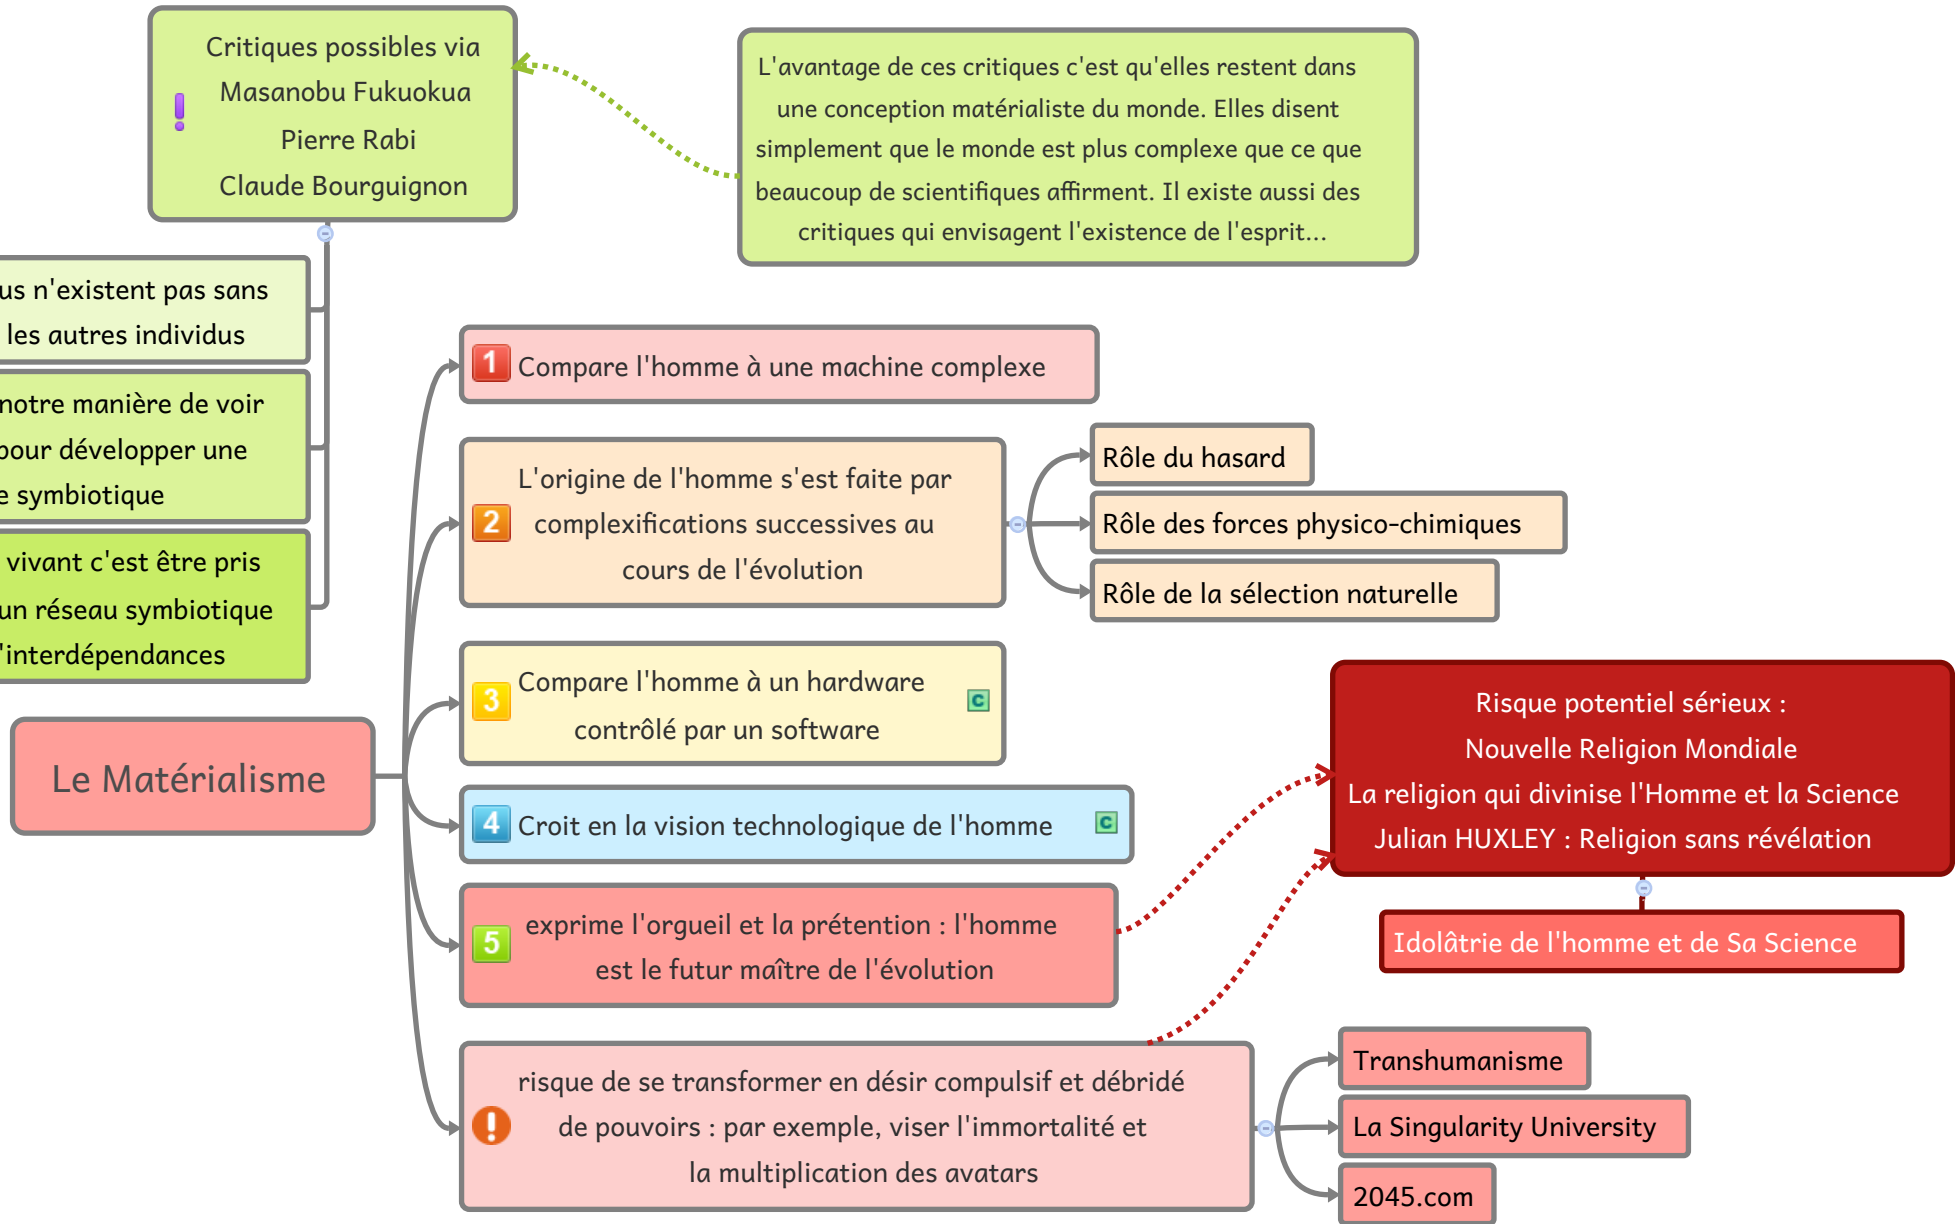 Critiques possibles via
Masanobu Fukuokua
Pierre Rabi
Claude Bourguignon
L'avantage de ces critiques c'est qu'elles restent dans
une conception matérialiste du monde. Elles disent
simplement que le monde est plus complexe que ce que
beaucoup de scientifiques affirment. Il existe aussi des
critiques qui envisagent l'existence de l'esprit...
n'existent pas sans
les autres individus
notre manière de voir
pour développer une
symbiotique
vivant c'est être pris
un réseau symbiotique
'interdépendances
Le Matérialisme
1 Compare l'homme à une machine complexe
2
L'origine de l'homme s'est faite par
complexifications successives au
cours de l'évolution
Rôle du hasard
Rôle des forces physico-chimiques
Rôle de la sélection naturelle
3
Compare l'homme à un hardware
contrôlé par un software
C
4 Croit en la vision technologique de l'homme C
5
exprime l'orgueil et la prétention : l'homme
est le futur maître de l'évolution
Risque potentiel sérieux :
Nouvelle Religion Mondiale
La religion qui divinise l'Homme et la Science
Julian HUXLEY : Religion sans révélation
Idolâtrie de l'homme et de Sa Science
risque de se transformer en désir compulsif et débridé
de pouvoirs : par exemple, viser l'immortalité et
la multiplication des avatars
Transhumanisme
La Singularity University
2045.com